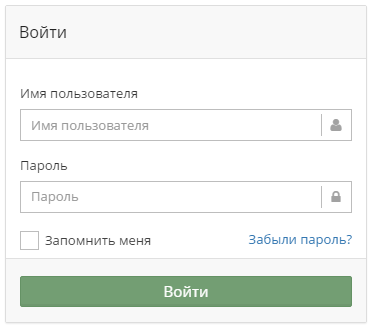 Войти
Имя пользователя
Имя пользователя
Пароль
Пароль
Запомнить меня Забыли пароль?
Войти